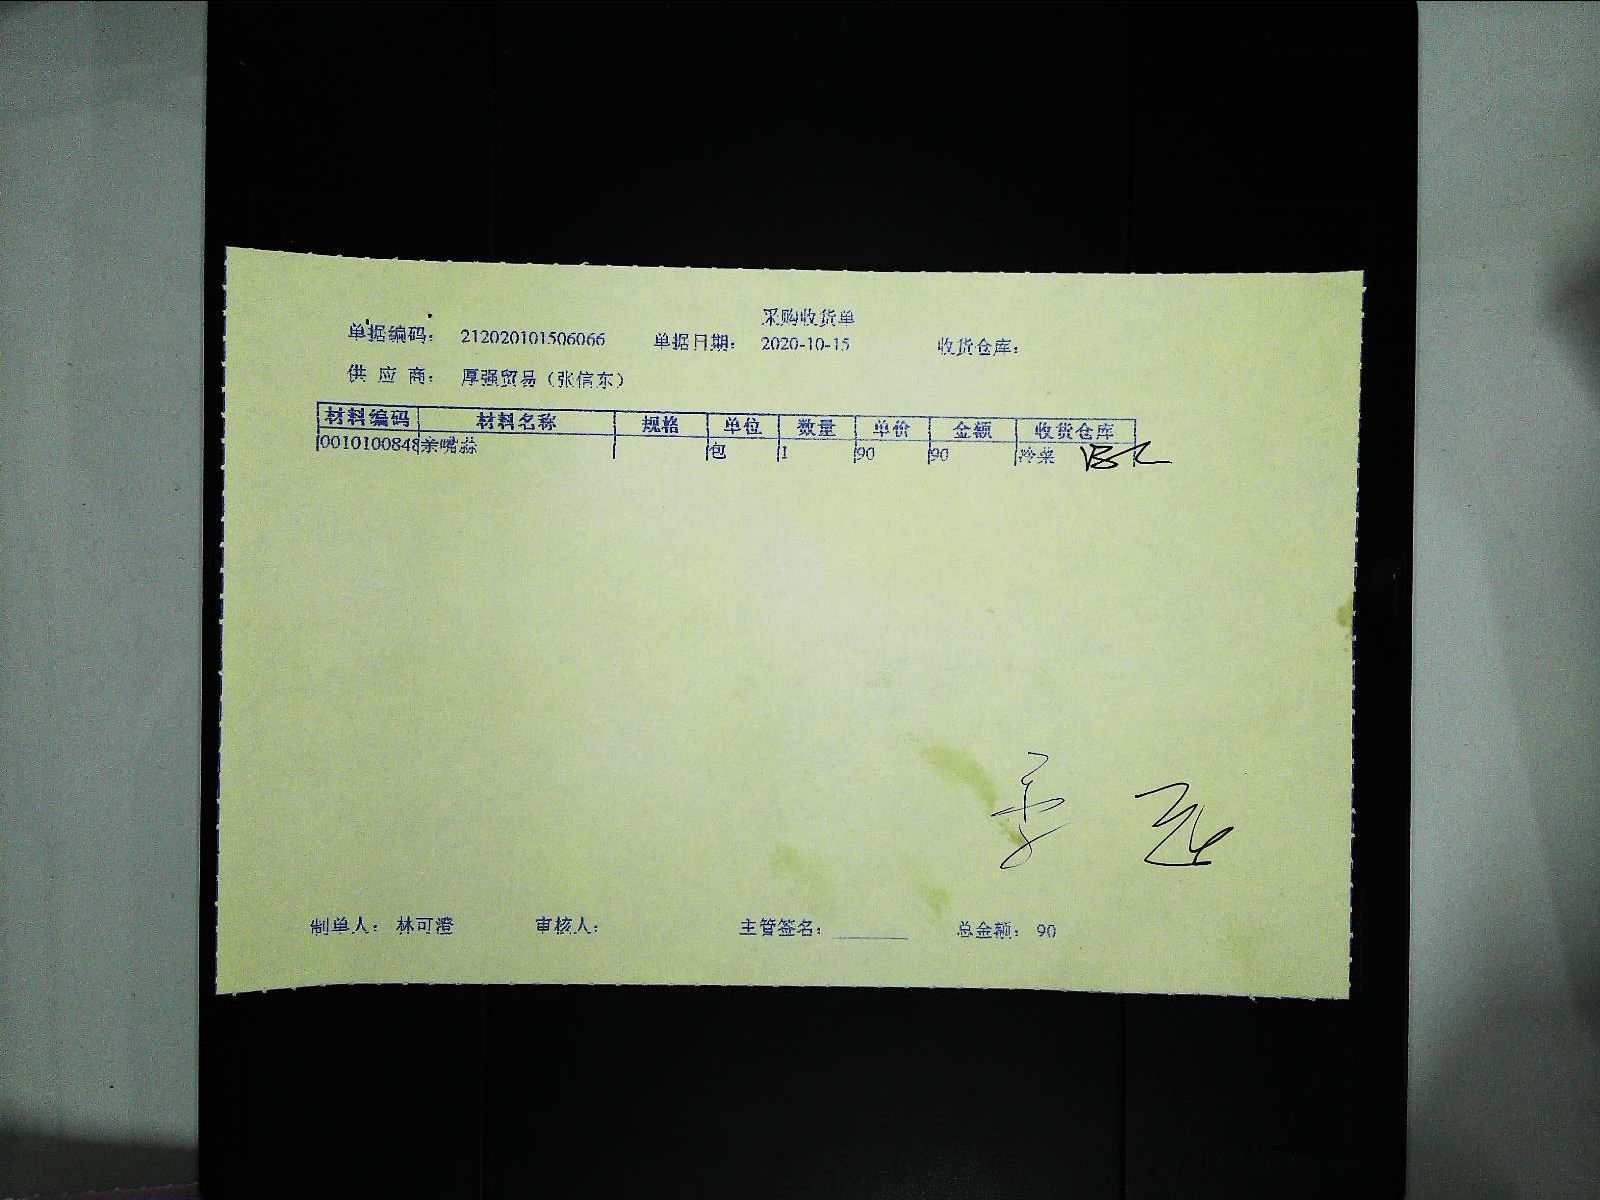 采购收货单
单据编码： 212020101506066 单据日期： 2020-10-15 收货仓库：
供 应 商： 厚强贸易（张信东）
材料编码 材料名称 规格 单位 数量 单价 金额 收货仓库
0010100848 亲嘴蒜 包 1 90 90 冷菜
制单人： 林可澄 审核人： 主管签名： 总金额： 90